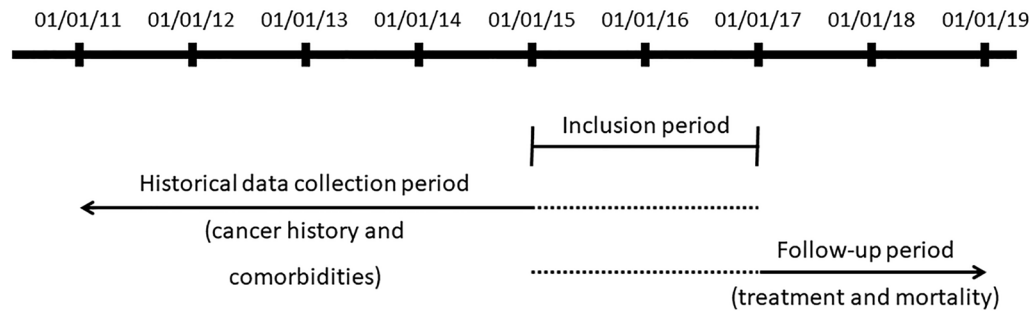 01/01/11 01/01/12 01/01/13 01/01/14 01/01/15 01/01/16 01/01/17 01/01/18 01/01/19
Inclusion period
Historical data collection period
(cancer history and
comorbidities)
Follow-up period
(treatment and mortality)